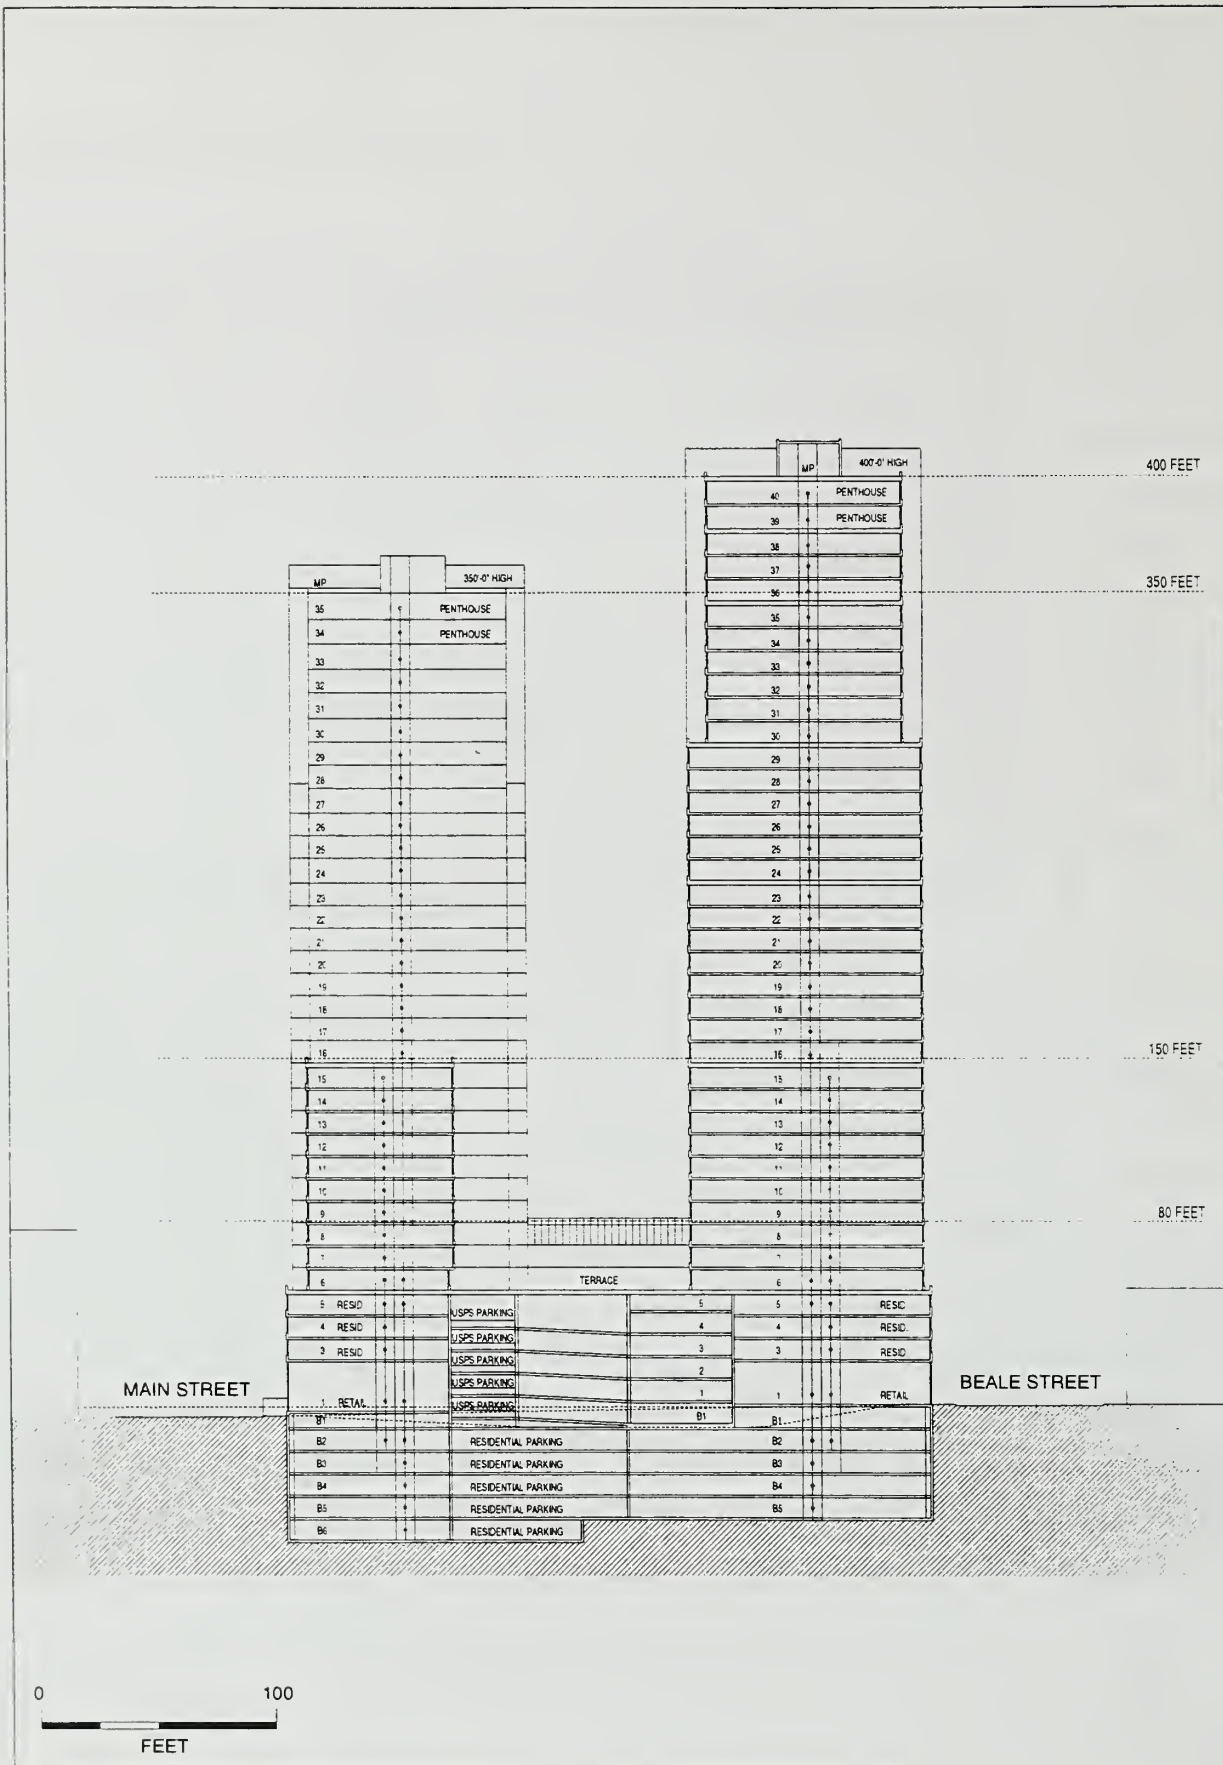 MP 400'-0" HIGH
400 FEET
40 PENTHOUSE
39 PENTHOUSE
38
37
36
35
34
33
32
31
30
29
28
27
26
25
24
23
22
21
20
19
18
17
16
15
14
13
12
11
10
9
8
7
6
350 FEET
MP 350'-0" HIGH
35 PENTHOUSE
34 PENTHOUSE
33
32
31
30
29
28
27
26
25
24
23
22
21
20
19
18
17
16
15
14
13
12
11
10
9
8
7
6
150 FEET
80 FEET
TERRACE
5 RESID
4 RESID
3 RESID
1 RETAIL
B1
B2
B3
B4
B5
B6
USPS PARKING
USPS PARKING
USPS PARKING
USPS PARKING
USPS PARKING
5
4
3
2
1
B1
5 RESID.
4 RESID.
3 RESID
1 RETAIL
B1
B2
B3
B4
B5
RESIDENTIAL PARKING
RESIDENTIAL PARKING
RESIDENTIAL PARKING
RESIDENTIAL PARKING
RESIDENTIAL PARKING
MAIN STREET
BEALE STREET
0 100
FEET